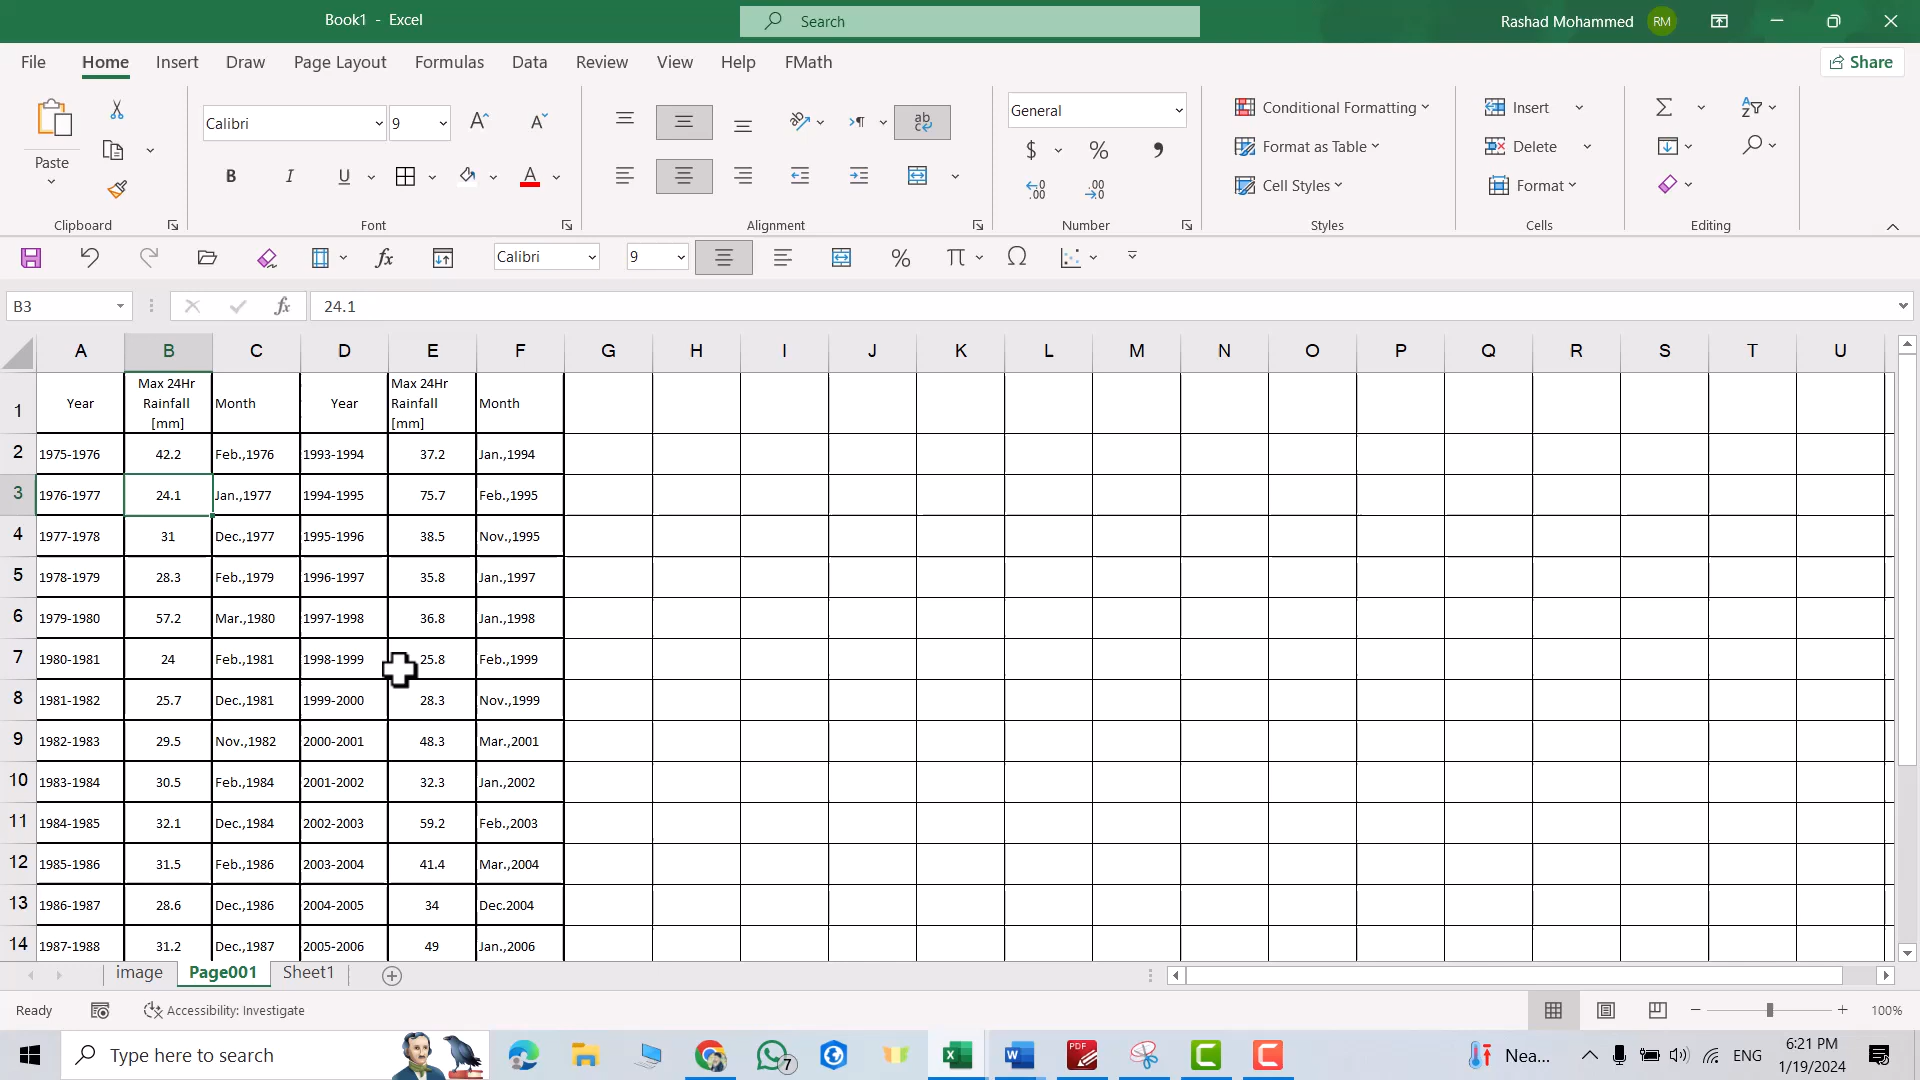 Book1 - Excel
Search
Rashad Mohammed RM
File Home Insert Draw Page Layout Formulas Data Review View Help FMath Share
Paste
Clipboard
Calibri 9
B I U A
Font
ab
Alignment
General
$ % ,
Number
Conditional Formatting
Format as Table
Cell Styles
Styles
Insert
Delete
Format
Cells
Editing
Calibri 9
B3 fx 24.1
A B C D E F G H I J K L M N O P Q R S T U
1 Year Max 24Hr Rainfall [mm] Month Year Max 24Hr Rainfall [mm] Month
2 1975-1976 42.2 Feb.,1976 1993-1994 37.2 Jan.,1994
3 1976-1977 24.1 Jan.,1977 1994-1995 75.7 Feb.,1995
4 1977-1978 31 Dec.,1977 1995-1996 38.5 Nov.,1995
5 1978-1979 28.3 Feb.,1979 1996-1997 35.8 Jan.,1997
6 1979-1980 57.2 Mar.,1980 1997-1998 36.8 Jan.,1998
7 1980-1981 24 Feb.,1981 1998-1999 25.8 Feb.,1999
8 1981-1982 25.7 Dec.,1981 1999-2000 28.3 Nov.,1999
9 1982-1983 29.5 Nov.,1982 2000-2001 48.3 Mar.,2001
10 1983-1984 30.5 Feb.,1984 2001-2002 32.3 Jan.,2002
11 1984-1985 32.1 Dec.,1984 2002-2003 59.2 Feb.,2003
12 1985-1986 31.5 Feb.,1986 2003-2004 41.4 Mar.,2004
13 1986-1987 28.6 Dec.,1986 2004-2005 34 Dec.2004
14 1987-1988 31.2 Dec.,1987 2005-2006 49 Jan.,2006
image Page001 Sheet1
Ready Accessibility: Investigate 100%
Type here to search
7
PDF
Nea... ENG
6:21 PM
1/19/2024